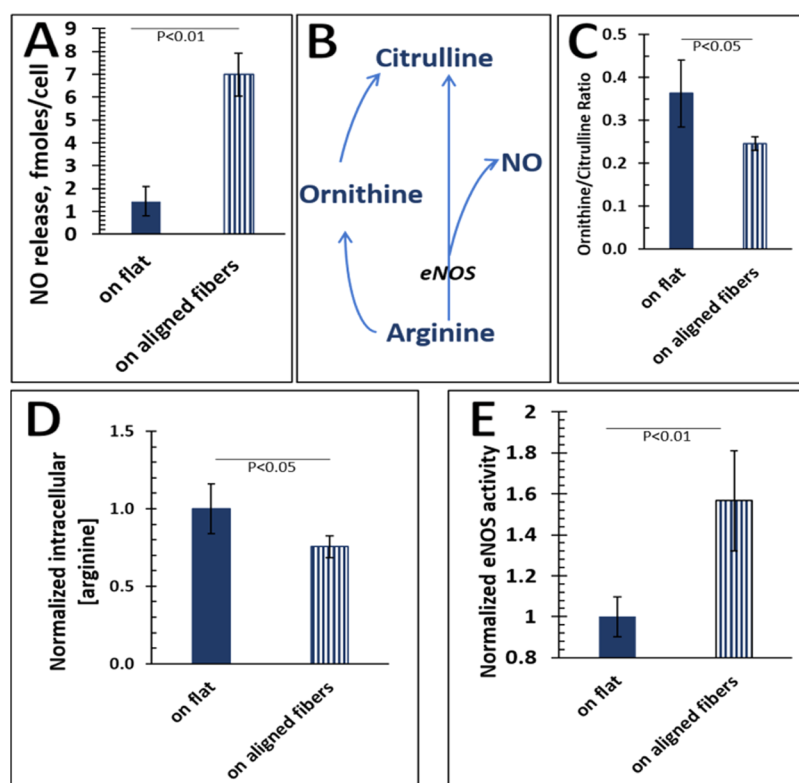 A
9
8
7
6
5
4
3
2
1
0
P<0.01
NO release, fmoles/cell
on flat
on aligned fibers
B
Citrulline
NO
Ornithine
eNOS
Arginine
C
0.5
0.4
0.3
0.2
0.1
0.0
P<0.05
Ornithine/Citrulline Ratio
on flat
on aligned fibers
D
1.5
1.0
0.5
0.0
P<0.05
Normalized intracellular
[arginine]
on flat
on aligned fibers
E
2
1.8
1.6
1.4
1.2
1
0.8
P<0.01
Normalized eNOS activity
on flat
on aligned fibers